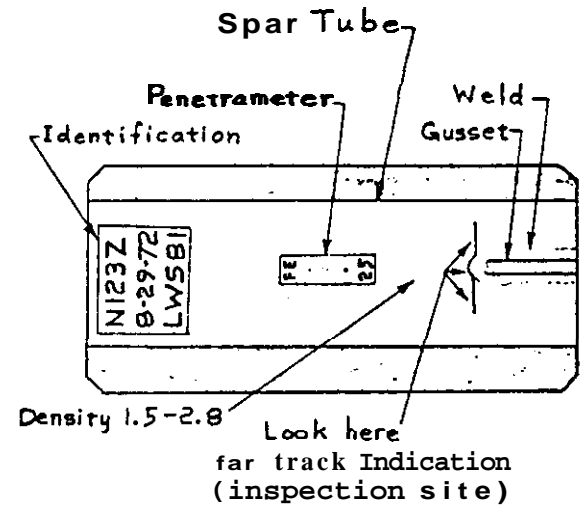 Spar Tube
Penetrameter
Weld
Gusset
Identification
N123Z
8-29-72
LW5B1
FE
25
Density 1.5-2.8
Look here
far track Indication
(inspection site)